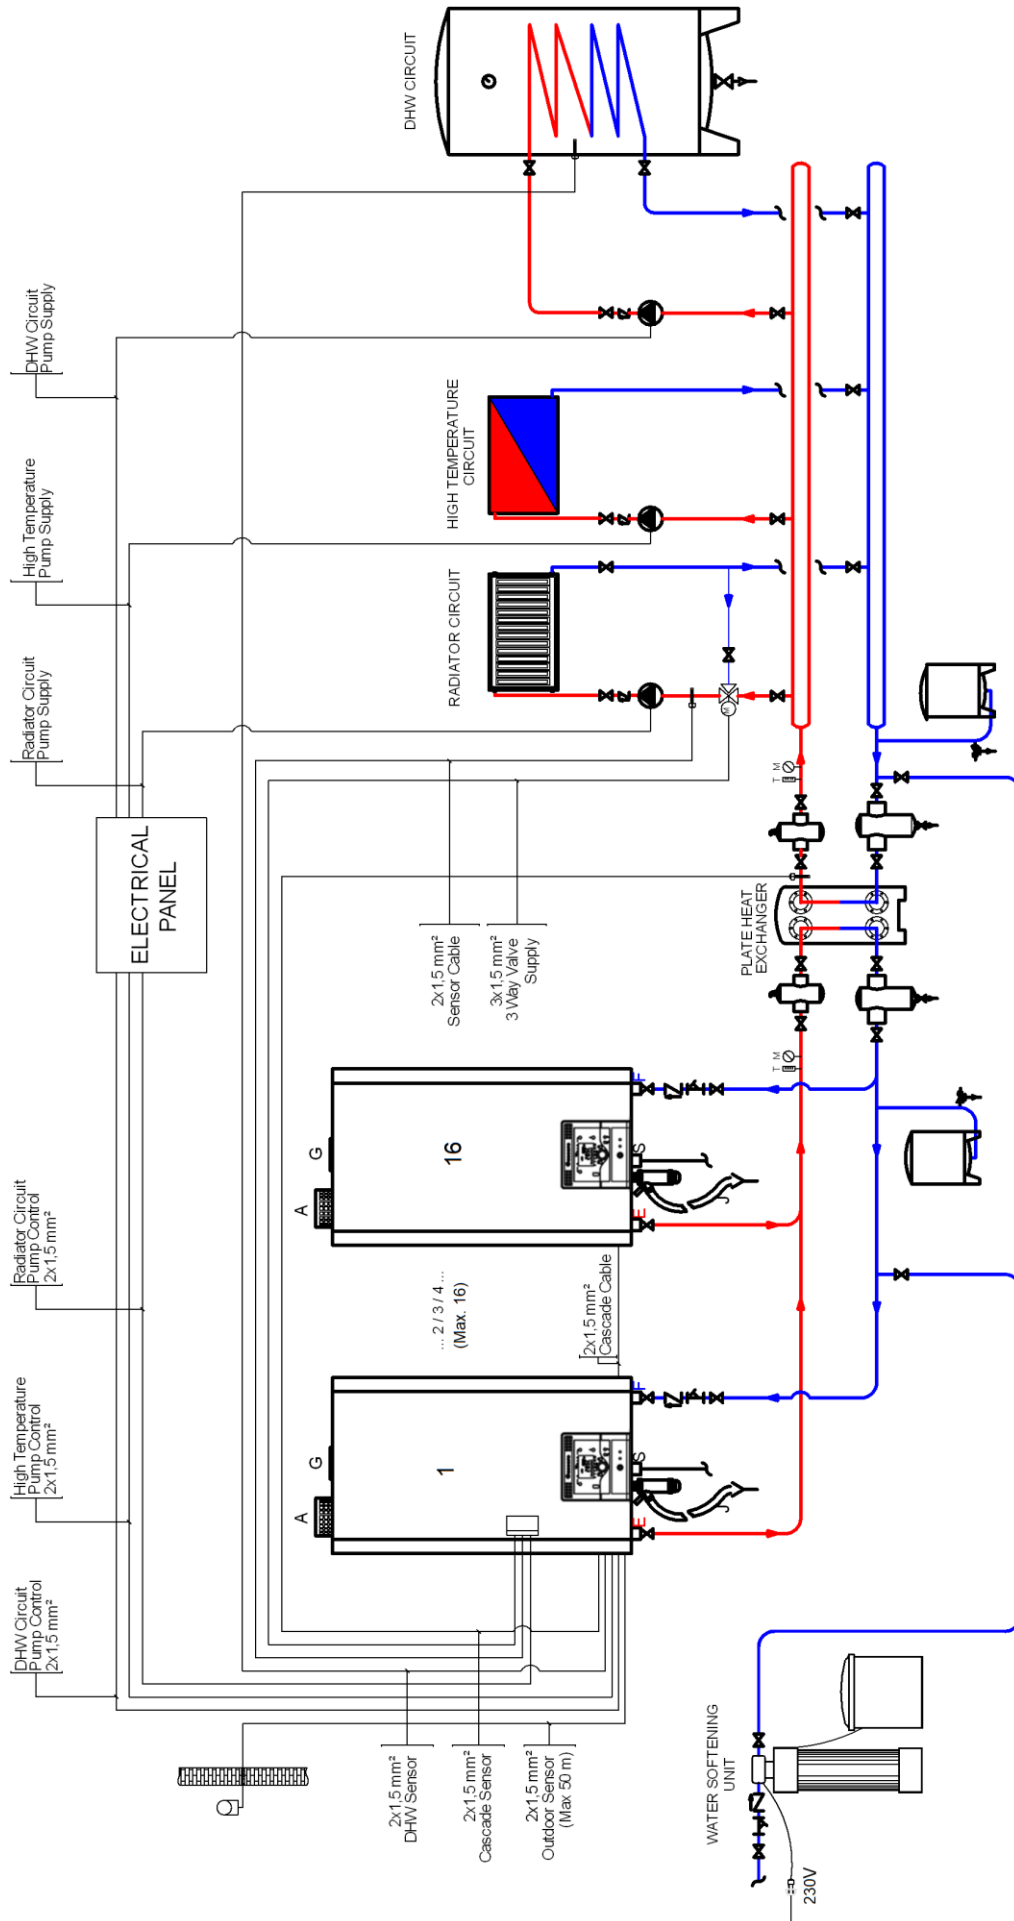 DHW Circuit
Pump Control
2x1,5 mm²
High Temperature
Pump Control
2x1,5 mm²
Radiator Circuit
Pump Control
2x1,5 mm²
Radiator Circuit
Pump Supply
High Temperature
Pump Supply
DHW Circuit
Pump Supply
ELECTRICAL
PANEL
A
G
1
E
S
F
... 2 / 3 / 4 ...
(Max. 16)
2x1,5 mm²
Cascade Cable
A
G
16
E
S
F
2x1,5 mm²
DHW Sensor
2x1,5 mm²
Cascade Sensor
2x1,5 mm²
Outdoor Sensor
(Max 50 m)
2x1,5 mm²
Sensor Cable
3x1,5 mm²
3 Way Valve
Supply
RADIATOR CIRCUIT
HIGH TEMPERATURE
CIRCUIT
DHW CIRCUIT
M
T M
PLATE HEAT
EXCHANGER
T M
WATER SOFTENING
UNIT
230V